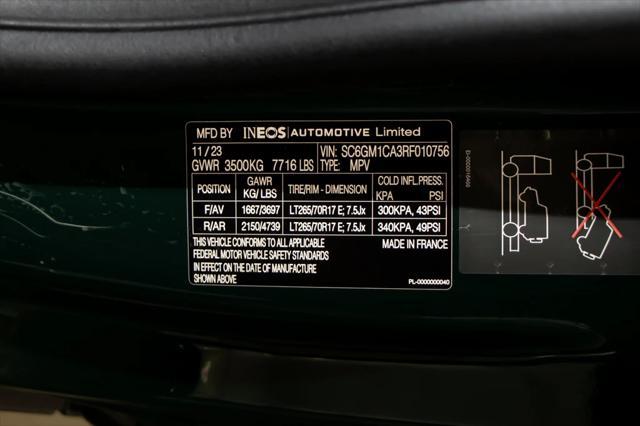 MFD BY INEOS AUTOMOTIVE Limited
11/23 VIN: SC6GM1CA3RF010756
GVWR 3500KG 7716 LBS TYPE: MPV
POSITION GAWR KG/LBS TIRE/RIM - DIMENSION COLD INFL.PRESS. KPA PSI
F/AV 1667/3697 LT265/70R17 E; 7.5Jx 300KPA, 43PSI
R/AR 2150/4739 LT265/70R17 E; 7.5Jx 340KPA, 49PSI
THIS VEHICLE CONFORMS TO ALL APPLICABLE MADE IN FRANCE
FEDERAL MOTOR VEHICLE SAFETY STANDARDS
IN EFFECT ON THE DATE OF MANUFACTURE
SHOWN ABOVE PL-0000000040